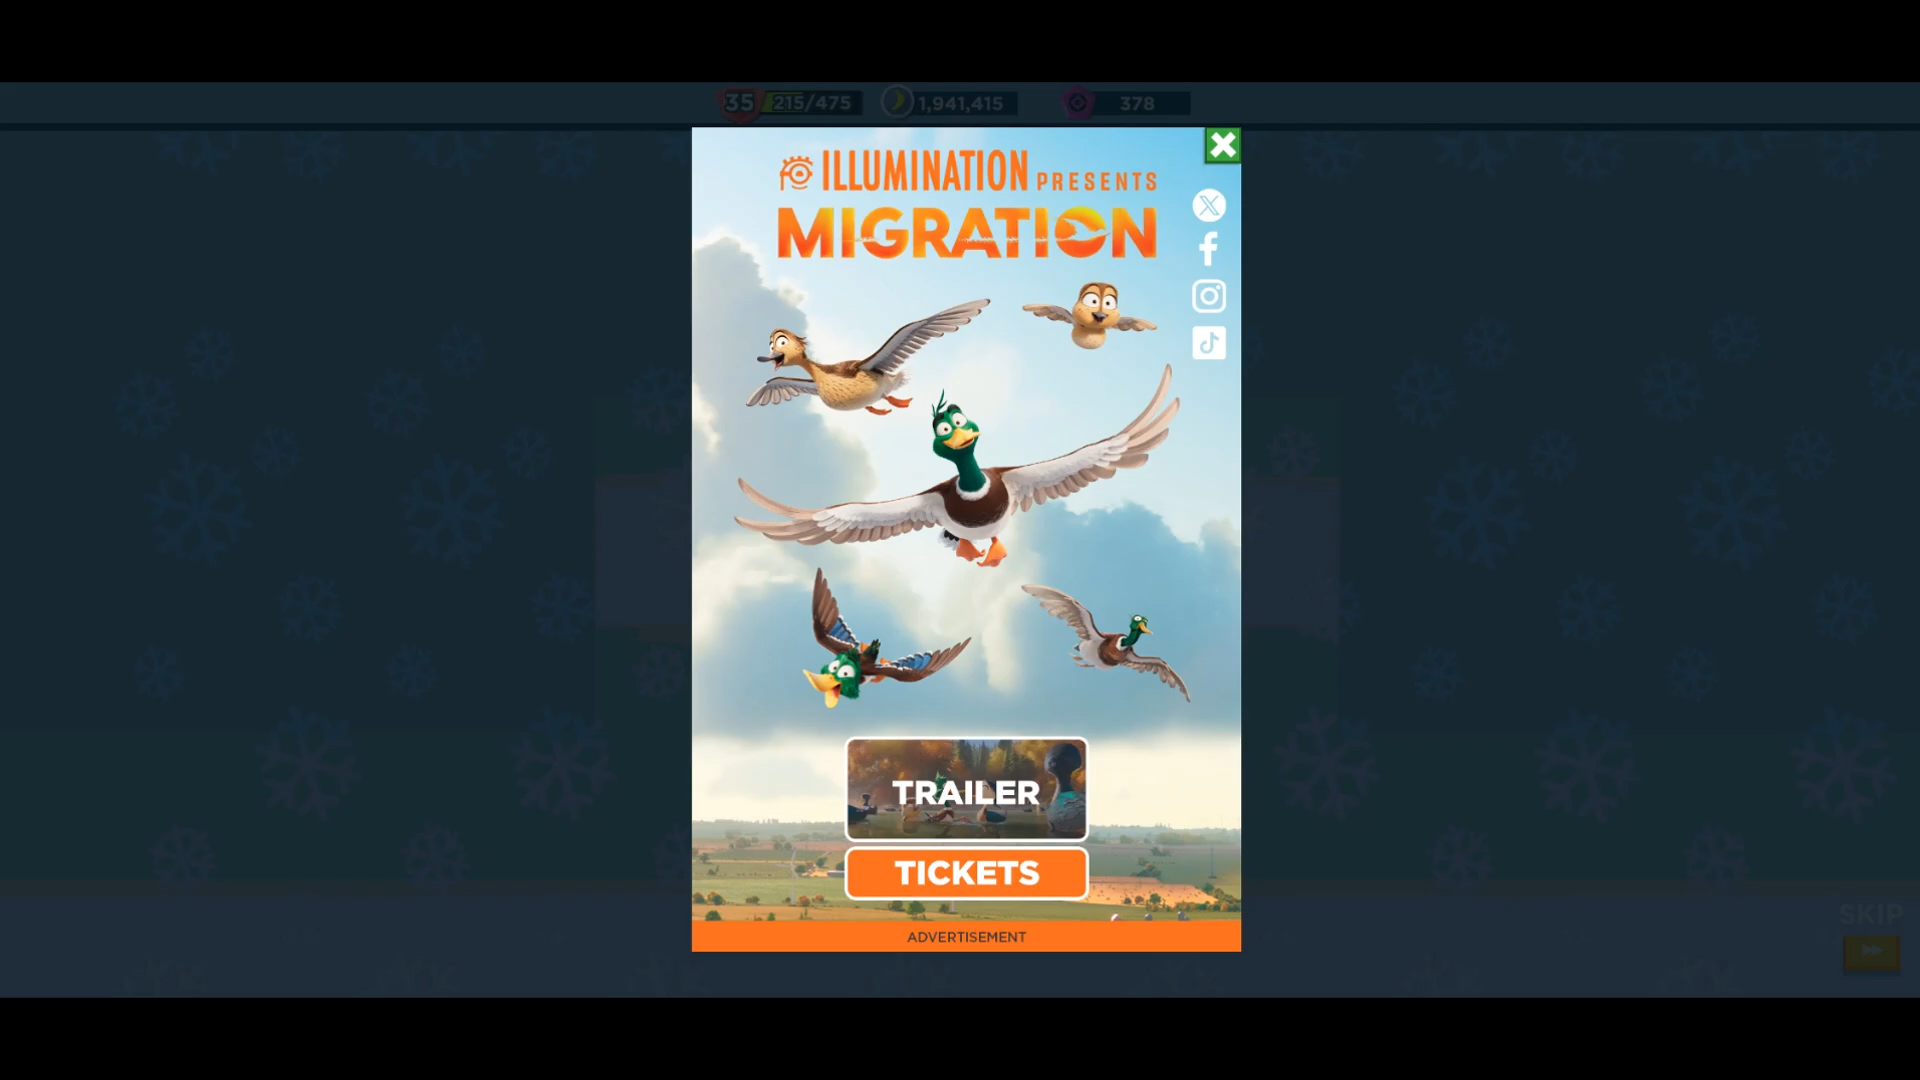 35 215/475 1,941,415 378
ILLUMINATION PRESENTS
MIGRATION
TRAILER
TICKETS
ADVERTISEMENT
SKIP